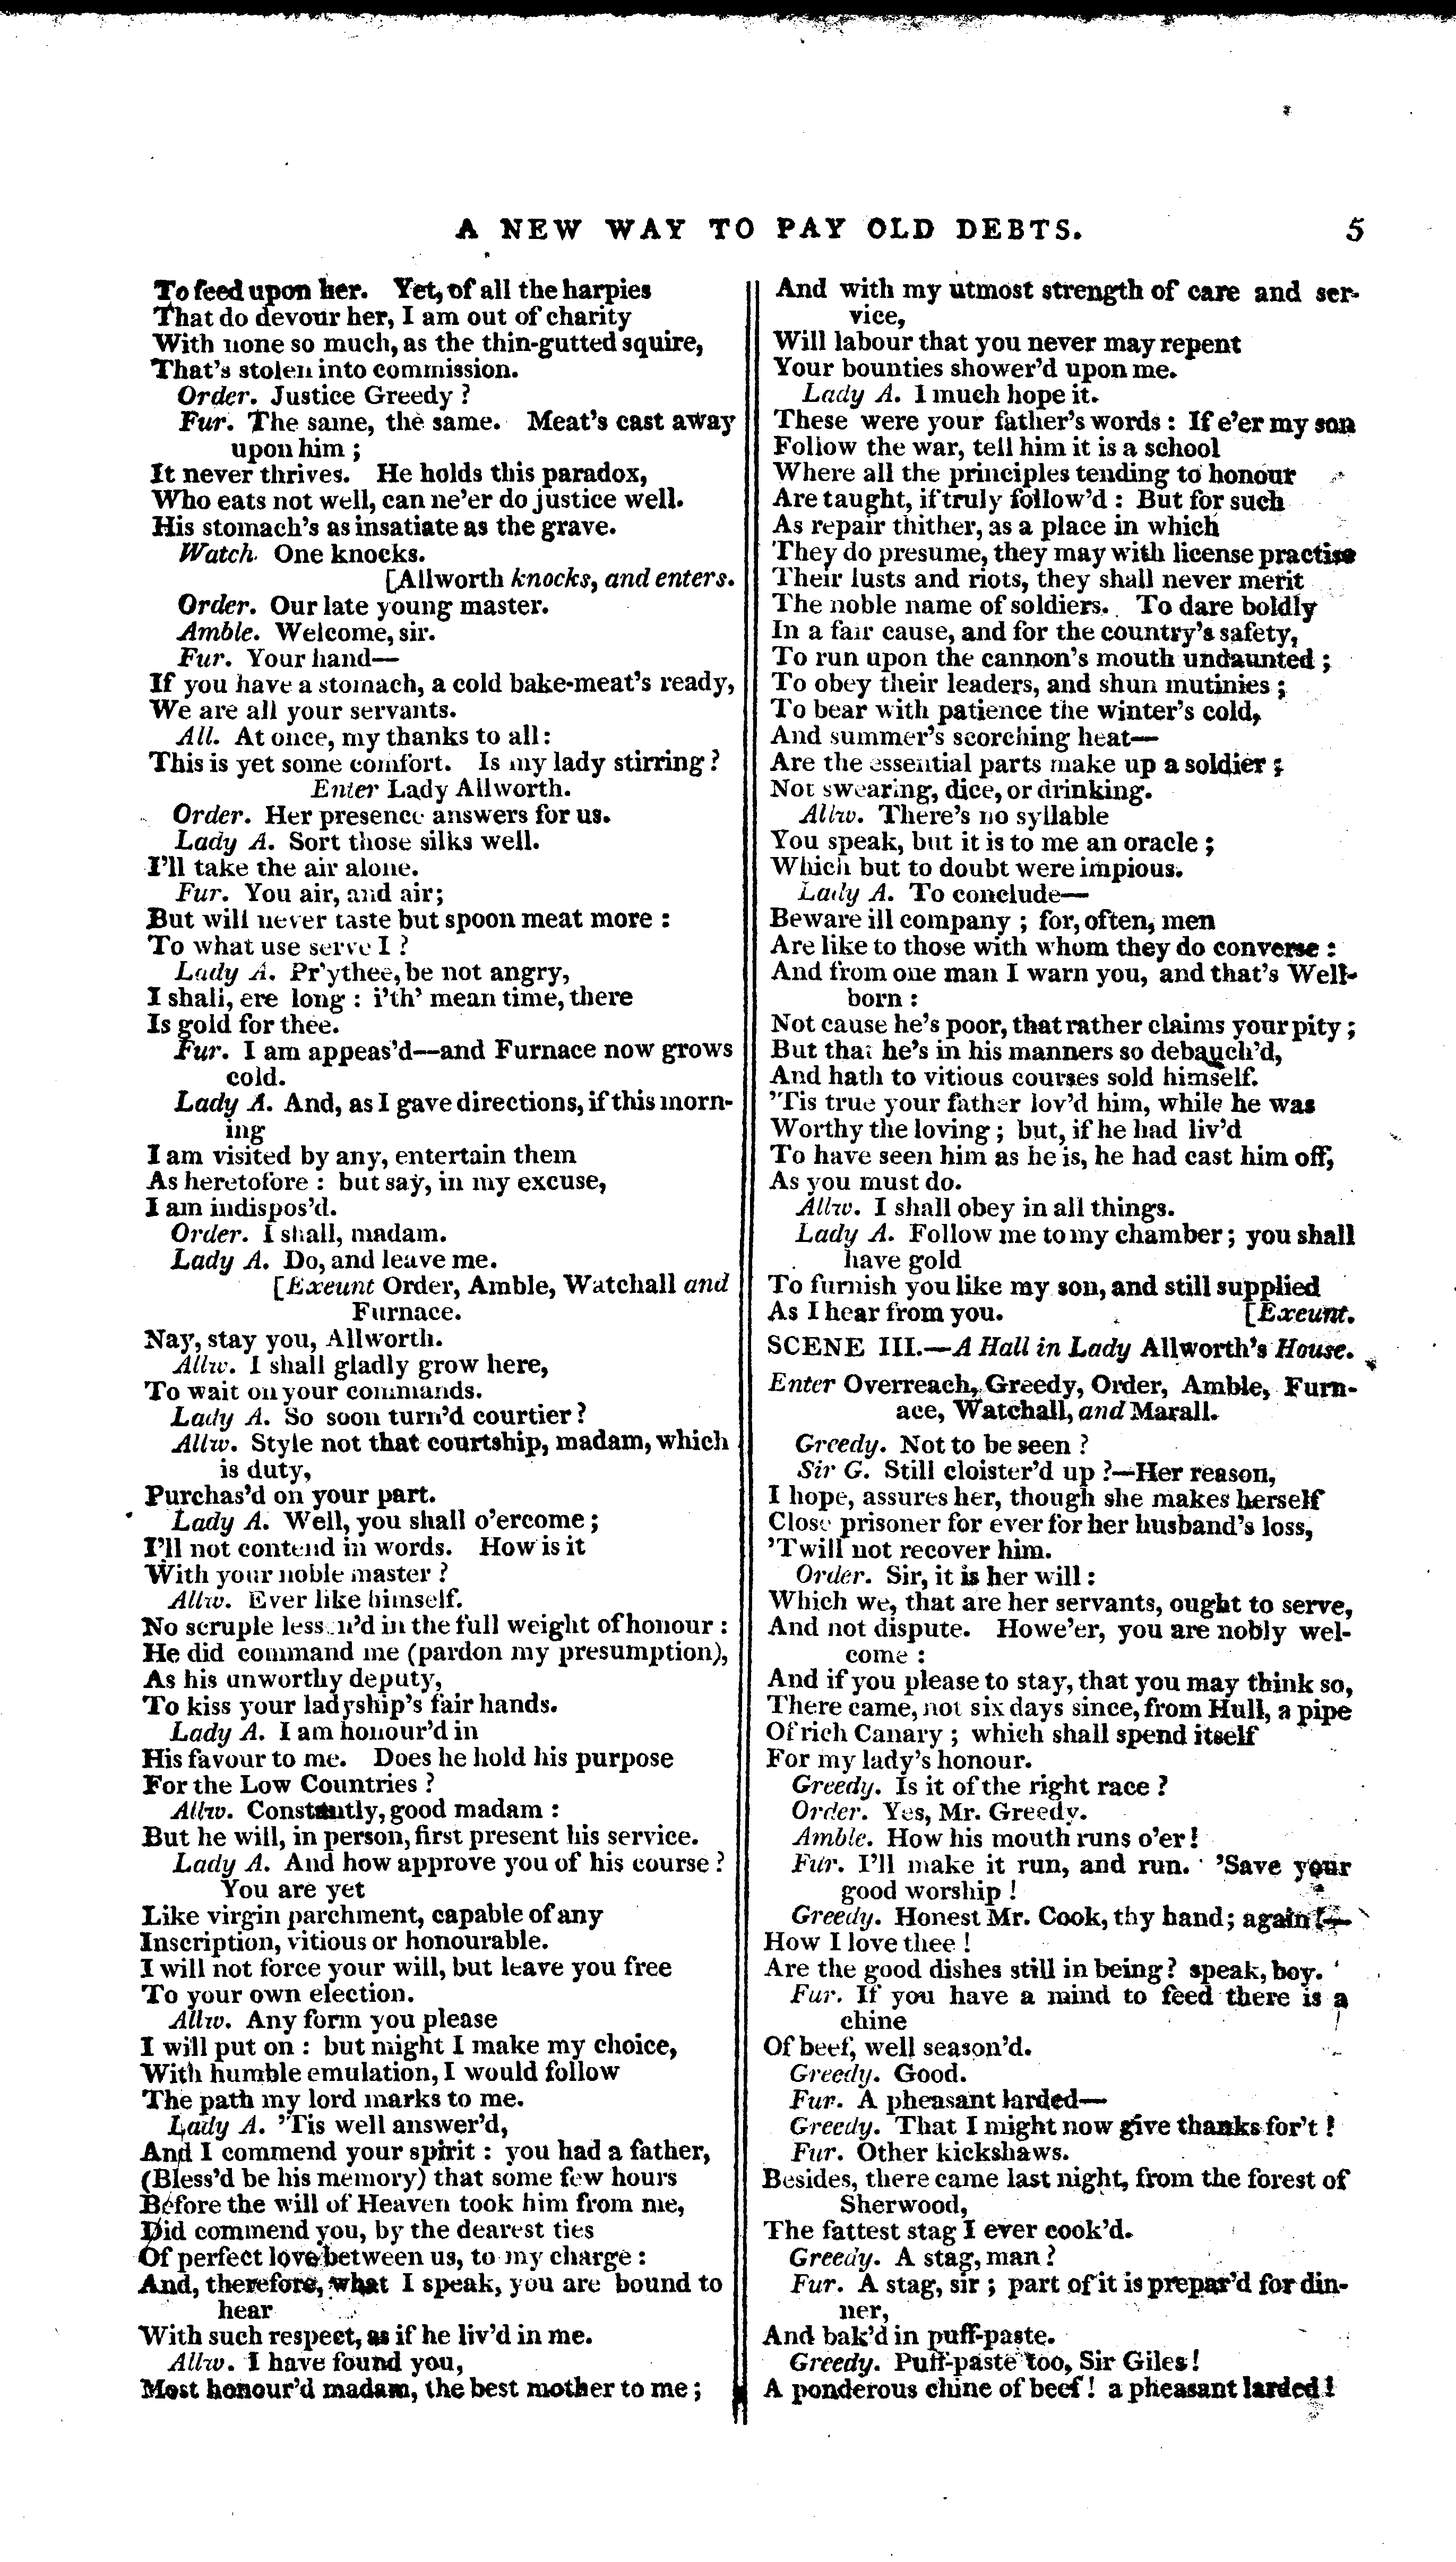 A NEW WAY TO PAY OLD DEBTS. 5
To feed upon her. Yet, of all the harpies
That do devour her, I am out of charity
With none so much, as the thin-gutted squire,
That's stolen into commission.
Order. Justice Greedy ?
Fur. The same, the same. Meat's cast away
upon him ;
It never thrives. He holds this paradox,
Who eats not well, can ne'er do justice well.
His stomach's as insatiate as the grave.
Watch. One knocks.
[Allworth knocks, and enters.
Order. Our late young master.
Amble. Welcome, sir.
Fur. Your hand—
If you have a stomach, a cold bake-meat's ready,
We are all your servants.
All. At once, my thanks to all :
This is yet some comfort. Is my lady stirring ?
Enter Lady Allworth.
Order. Her presence answers for us.
Lady A. Sort those silks well.
I'll take the air alone.
Fur. You air, and air;
But will never taste but spoon meat more :
To what use serve I ?
Lady A. Pr'ythee, be not angry,
I shall, ere long : i'th' mean time, there
Is gold for thee.
Fur. I am appeas'd—and Furnace now grows
cold.
Lady A. And, as I gave directions, if this morn-
ing
I am visited by any, entertain them
As heretofore : but say, in my excuse,
I am indispos'd.
Order. I shall, madam.
Lady A. Do, and leave me.
[Exeunt Order, Amble, Watchall and
Furnace.
Nay, stay you, Allworth.
Allw. I shall gladly grow here,
To wait on your commands.
Lady A. So soon turn'd courtier ?
Allw. Style not that courtship, madam, which
is duty,
Purchas'd on your part.
Lady A. Well, you shall o'ercome ;
I'll not contend in words. How is it
With your noble master ?
Allw. Ever like himself.
No scruple lessen'd in the full weight of honour :
He did command me (pardon my presumption),
As his unworthy deputy,
To kiss your ladyship's fair hands.
Lady A. I am honour'd in
His favour to me. Does he hold his purpose
For the Low Countries ?
Allw. Constantly, good madam :
But he will, in person, first present his service.
Lady A. And how approve you of his course ?
You are yet
Like virgin parchment, capable of any
Inscription, vitious or honourable.
I will not force your will, but leave you free
To your own election.
Allw. Any form you please
I will put on : but might I make my choice,
With humble emulation, I would follow
The path my lord marks to me.
Lady A. 'Tis well answer'd,
And I commend your spirit : you had a father,
(Bless'd be his memory) that some few hours
Before the will of Heaven took him from me,
Did commend you, by the dearest ties
Of perfect love between us, to my charge :
And, therefore, what I speak, you are bound to
hear
With such respect, as if he liv'd in me.
Allw. I have found you,
Most honour'd madam, the best mother to me ;
And with my utmost strength of care and ser-
vice,
Will labour that you never may repent
Your bounties shower'd upon me.
Lady A. I much hope it.
These were your father's words : If e'er my son
Follow the war, tell him it is a school
Where all the principles tending to honour
Are taught, if truly follow'd : But for such
As repair thither, as a place in which
They do presume, they may with license practise
Their lusts and riots, they shall never merit
The noble name of soldiers. To dare boldly
In a fair cause, and for the country's safety,
To run upon the cannon's mouth undaunted ;
To obey their leaders, and shun mutinies ;
To bear with patience the winter's cold,
And summer's scorching heat—
Are the essential parts make up a soldier ;
Not swearing, dice, or drinking.
Allw. There's no syllable
You speak, but it is to me an oracle ;
Which but to doubt were impious.
Lady A. To conclude—
Beware ill company ; for, often, men
Are like to those with whom they do converse :
And from one man I warn you, and that's Well-
born :
Not cause he's poor, that rather claims your pity ;
But that he's in his manners so debauch'd,
And hath to vitious courses sold himself.
'Tis true your father lov'd him, while he was
Worthy the loving ; but, if he had liv'd
To have seen him as he is, he had cast him off,
As you must do.
Allw. I shall obey in all things.
Lady A. Follow me to my chamber ; you shall
have gold
To furnish you like my son, and still supplied
As I hear from you. [Exeunt.
SCENE III.—A Hall in Lady Allworth's House.
Enter Overreach, Greedy, Order, Amble, Furn-
ace, Watchall, and Marall.
Greedy. Not to be seen ?
Sir G. Still cloister'd up ?—Her reason,
I hope, assures her, though she makes herself
Close prisoner for ever for her husband's loss,
'Twill not recover him.
Order. Sir, it is her will :
Which we, that are her servants, ought to serve,
And not dispute. Howe'er, you are nobly wel-
come :
And if you please to stay, that you may think so,
There came, not six days since, from Hull, a pipe
Of rich Canary ; which shall spend itself
For my lady's honour.
Greedy. Is it of the right race ?
Order. Yes, Mr. Greedy.
Amble. How his mouth runs o'er !
Fur. I'll make it run, and run. 'Save your
good worship !
Greedy. Honest Mr. Cook, thy hand ; again !—
How I love thee !
Are the good dishes still in being ? speak, boy.
Fur. If you have a mind to feed there is a
chine
Of beef, well season'd.
Greedy. Good.
Fur. A pheasant larded—
Greedy. That I might now give thanks for't !
Fur. Other kickshaws.
Besides, there came last night, from the forest of
Sherwood,
The fattest stag I ever cook'd.
Greedy. A stag, man ?
Fur. A stag, sir ; part of it is prepar'd for din-
ner,
And bak'd in puff-paste.
Greedy. Puff-paste too, Sir Giles !
A ponderous chine of beef ! a pheasant larded !